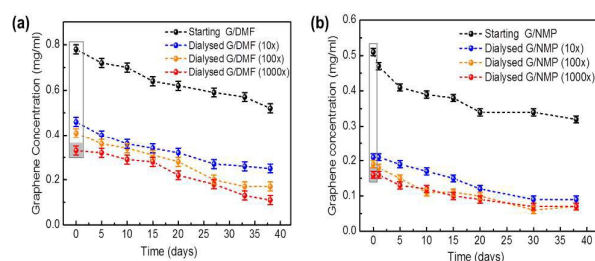 (a)
Graphene Concentration (mg/ml)
0.8
0.6
0.4
0.2
0.0
Starting G/DMF
Dialysed G/DMF (10x)
Dialysed G/DMF (100x)
Dialysed G/DMF (1000x)
0 5 10 15 20 25 30 35 40
Time (days)
(b)
Graphene Concentration (mg/ml)
0.6
0.5
0.4
0.3
0.2
0.1
0.0
Starting G/NMP
Dialysed G/NMP (10x)
Dialysed G/NMP (100x)
Dialysed G/NMP (1000x)
0 5 10 15 20 25 30 35 40
Time (days)